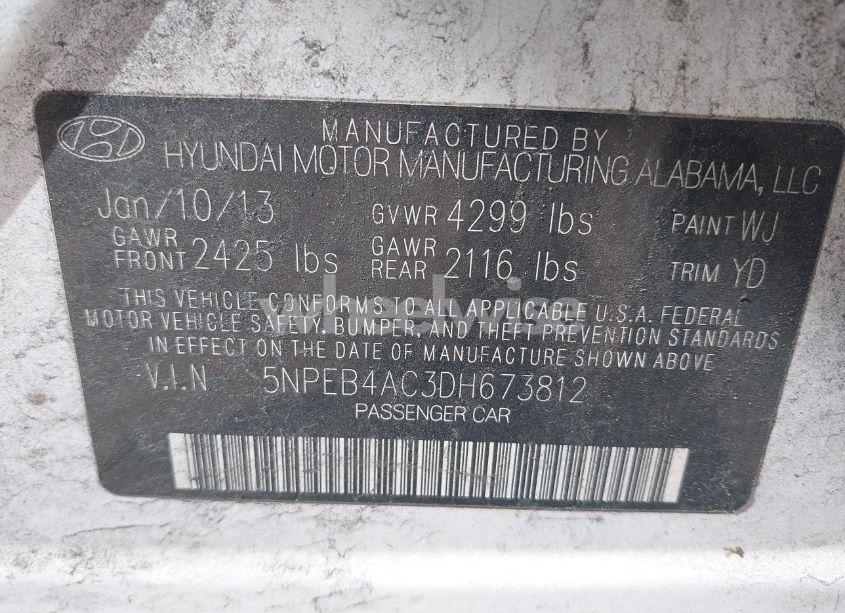 MANUFACTURED BY
HYUNDAI MOTOR MANUFACTURING ALABAMA, LLC
Jan/10/13 GVWR 4299 lbs PAINT WJ
GAWR FRONT 2425 lbs GAWR REAR 2116 lbs TRIM YD
THIS VEHICLE CONFORMS TO ALL APPLICABLE U.S.A. FEDERAL
MOTOR VEHICLE SAFETY, BUMPER, AND THEFT PREVENTION STANDARDS
IN EFFECT ON THE DATE OF MANUFACTURE SHOWN ABOVE
V.I.N 5NPEB4AC3DH673812
PASSENGER CAR